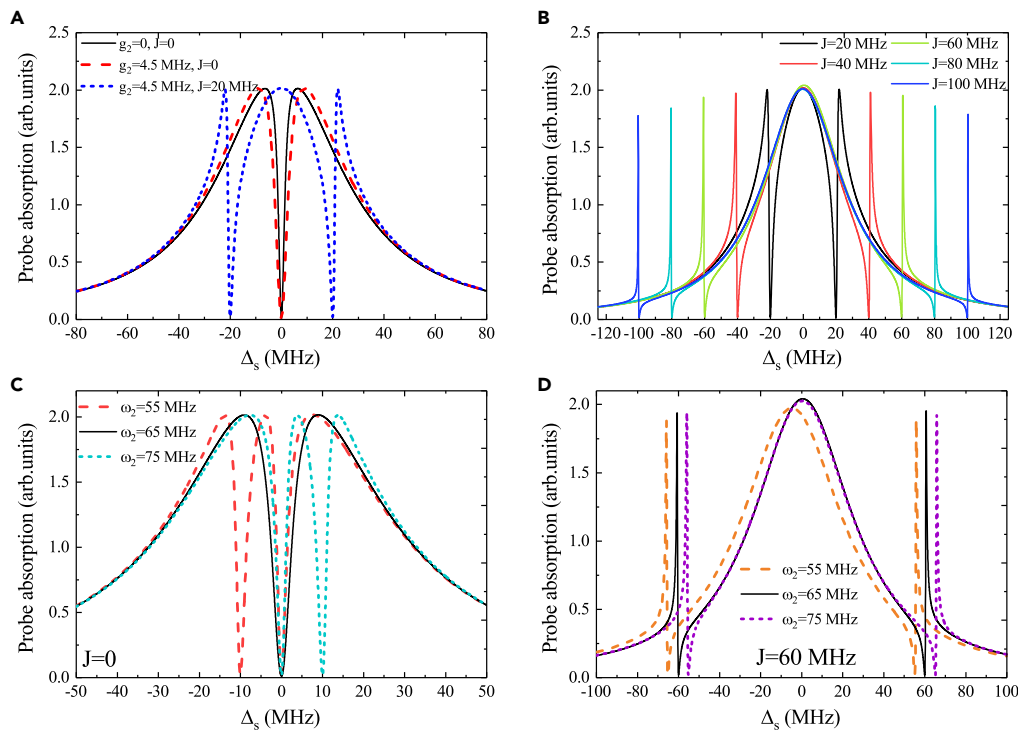 A
2.5
2.0
1.5
1.0
0.5
0.0
Probe absorption (arb.units)
g₂=0, J=0
g₂=4.5 MHz, J=0
g₂=4.5 MHz, J=20 MHz
-80 -60 -40 -20 0 20 40 60 80
Δₛ (MHz)
B
2.5
2.0
1.5
1.0
0.5
0.0
Probe absorption (arb.units)
J=20 MHz J=60 MHz
J=40 MHz J=80 MHz
J=100 MHz
-120 -100 -80 -60 -40 -20 0 20 40 60 80 100 120
Δₛ (MHz)
C
2.0
1.5
1.0
0.5
0.0
Probe absorption (arb.units)
ω₂=55 MHz
ω₂=65 MHz
ω₂=75 MHz
J=0
-50 -40 -30 -20 -10 0 10 20 30 40 50
Δₛ (MHz)
D
2.0
1.5
1.0
0.5
0.0
Probe absorption (arb.units)
ω₂=55 MHz
ω₂=65 MHz
ω₂=75 MHz
J=60 MHz
-100 -80 -60 -40 -20 0 20 40 60 80 100
Δₛ (MHz)